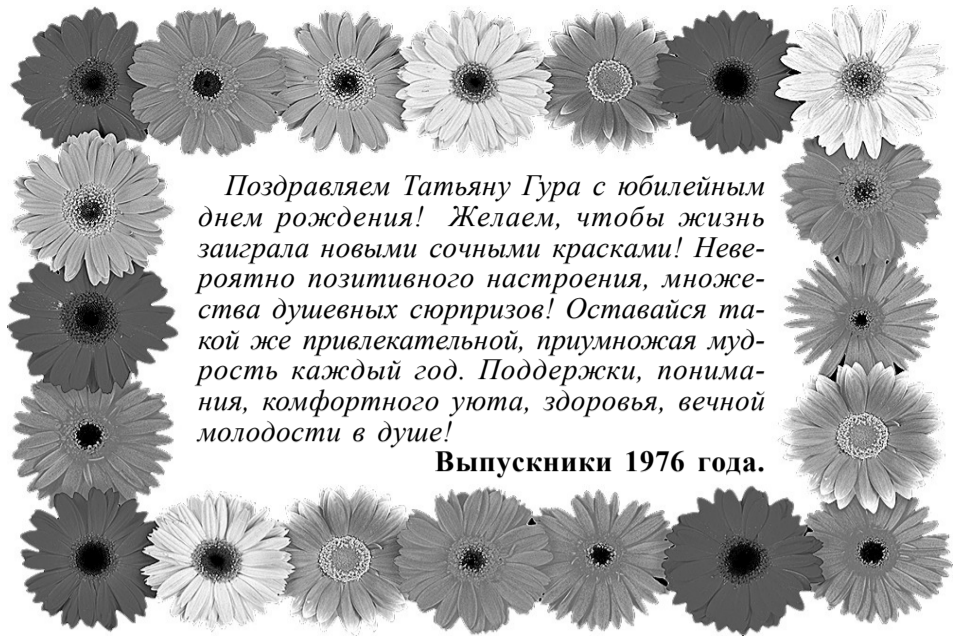 Поздравляем Татьяну Гура с юбилейным
днем рождения! Желаем, чтобы жизнь
заиграла новыми сочными красками! Неве-
роятно позитивного настроения, множе-
ства душевных сюрпризов! Оставайся та-
кой же привлекательной, приумножая муд-
рость каждый год. Поддержки, понима-
ния, комфортного уюта, здоровья, вечной
молодости в душе!
Выпускники 1976 года.